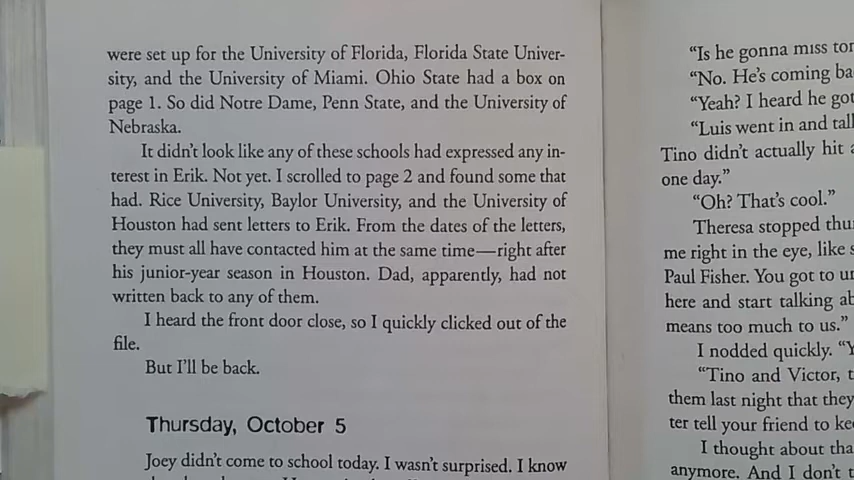 were set up for the University of Florida, Florida State Univer-
sity, and the University of Miami. Ohio State had a box on
page 1. So did Notre Dame, Penn State, and the University of
Nebraska.
It didn't look like any of these schools had expressed any in-
terest in Erik. Not yet. I scrolled to page 2 and found some that
had. Rice University, Baylor University, and the University of
Houston had sent letters to Erik. From the dates of the letters,
they must all have contacted him at the same time—right after
his junior-year season in Houston. Dad, apparently, had not
written back to any of them.
I heard the front door close, so I quickly clicked out of the
file.
But I'll be back.
Thursday, October 5
Joey didn't come to school today. I wasn't surprised. I know
“Is he gonna miss
“No. He's coming
“Yeah? I heard he
“Luis went in and
Tino didn't actually hit
one day.”
“Oh? That's cool.”
Theresa stopped
me right in the eye, like
Paul Fisher. You got to
here and start talking
means too much to us.”
I nodded quickly.
“Tino and Victor,
them last night that they
ter tell your friend to
I thought about
anymore. And I don't